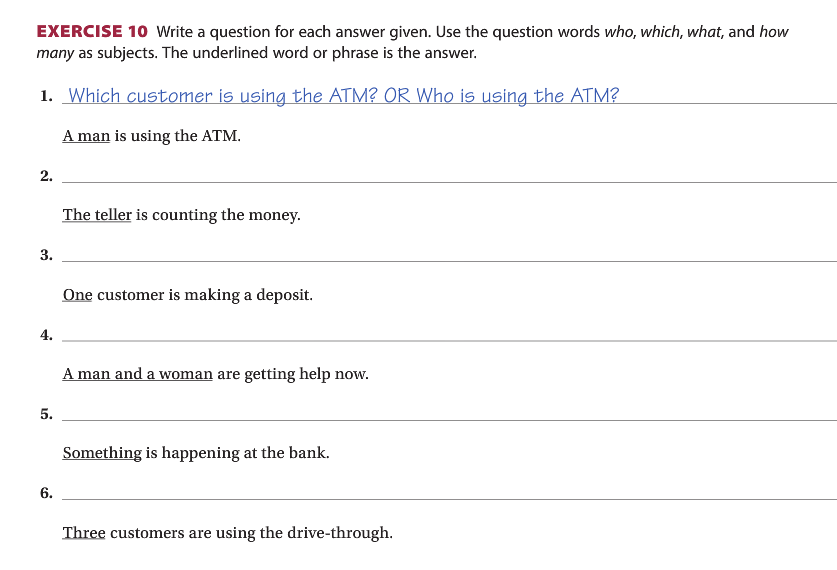 EXERCISE 10 Write a question for each answer given. Use the question words who, which, what, and how
many as subjects. The underlined word or phrase is the answer.
1. Which customer is using the ATM? OR Who is using the ATM?
A man is using the ATM.
2.
The teller is counting the money.
3.
One customer is making a deposit.
4.
A man and a woman are getting help now.
5.
Something is happening at the bank.
6.
Three customers are using the drive-through.